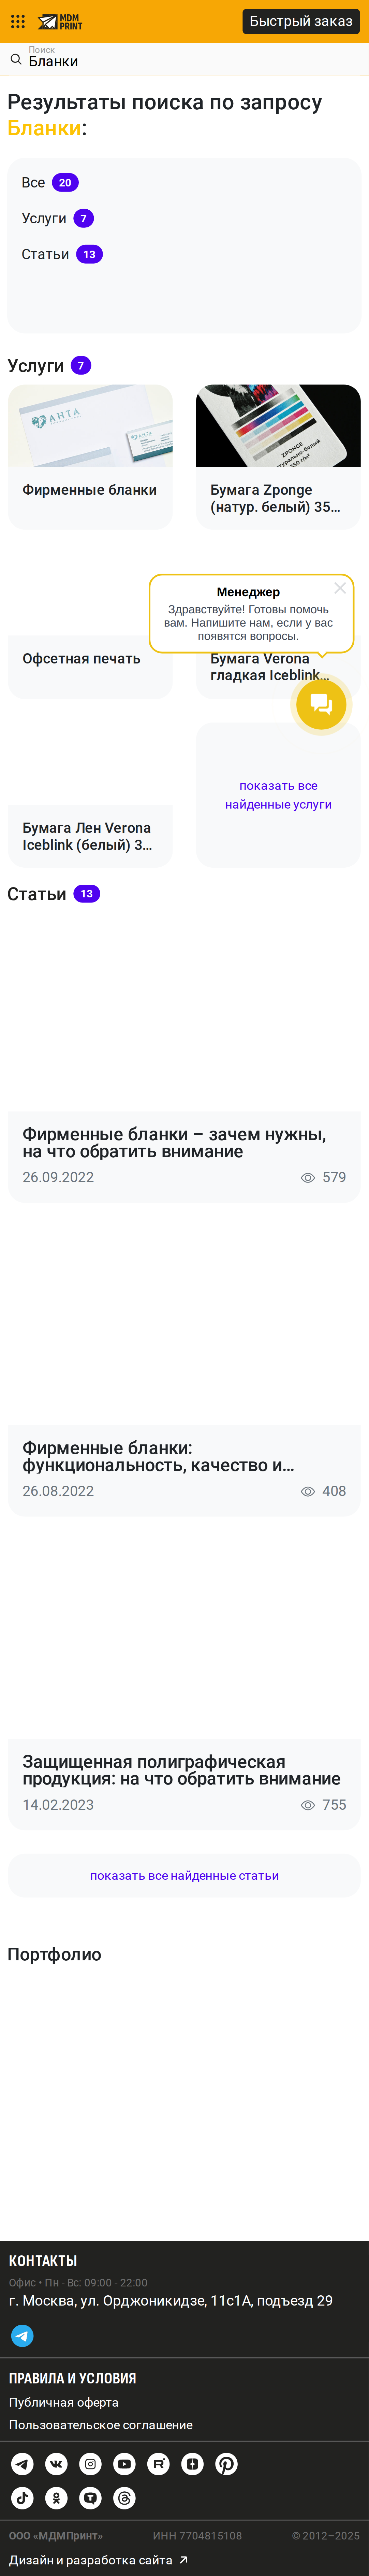 MDM
PRINT
Быстрый заказ
Поиск
Бланки
Результаты поиска по запросу
Бланки:
Все 20
Услуги 7
Статьи 13
Услуги 7
АНТА
АНТА
ZPONGE
Фирменные бланки
Бумага Zponge
(натур. белый) 35...
Менеджер
Здравствуйте! Готовы помочь
вам. Напишите нам, если у вас
появятся вопросы.
Офсетная печать
Бумага Verona
гладкая Iceblink...
показать все
найденные услуги
Бумага Лен Verona
Iceblink (белый) 3...
Статьи 13
Фирменные бланки – зачем нужны,
на что обратить внимание
26.09.2022 579
Фирменные бланки:
функциональность, качество и...
26.08.2022 408
Защищенная полиграфическая
продукция: на что обратить внимание
14.02.2023 755
показать все найденные статьи
Портфолио
КОНТАКТЫ
Офис • Пн - Вс: 09:00 - 22:00
г. Москва, ул. Орджоникидзе, 11с1А, подъезд 29
ПРАВИЛА И УСЛОВИЯ
Публичная оферта
Пользовательское соглашение
ООО «МДМПринт» ИНН 7704815108 © 2012–2025
Дизайн и разработка сайта